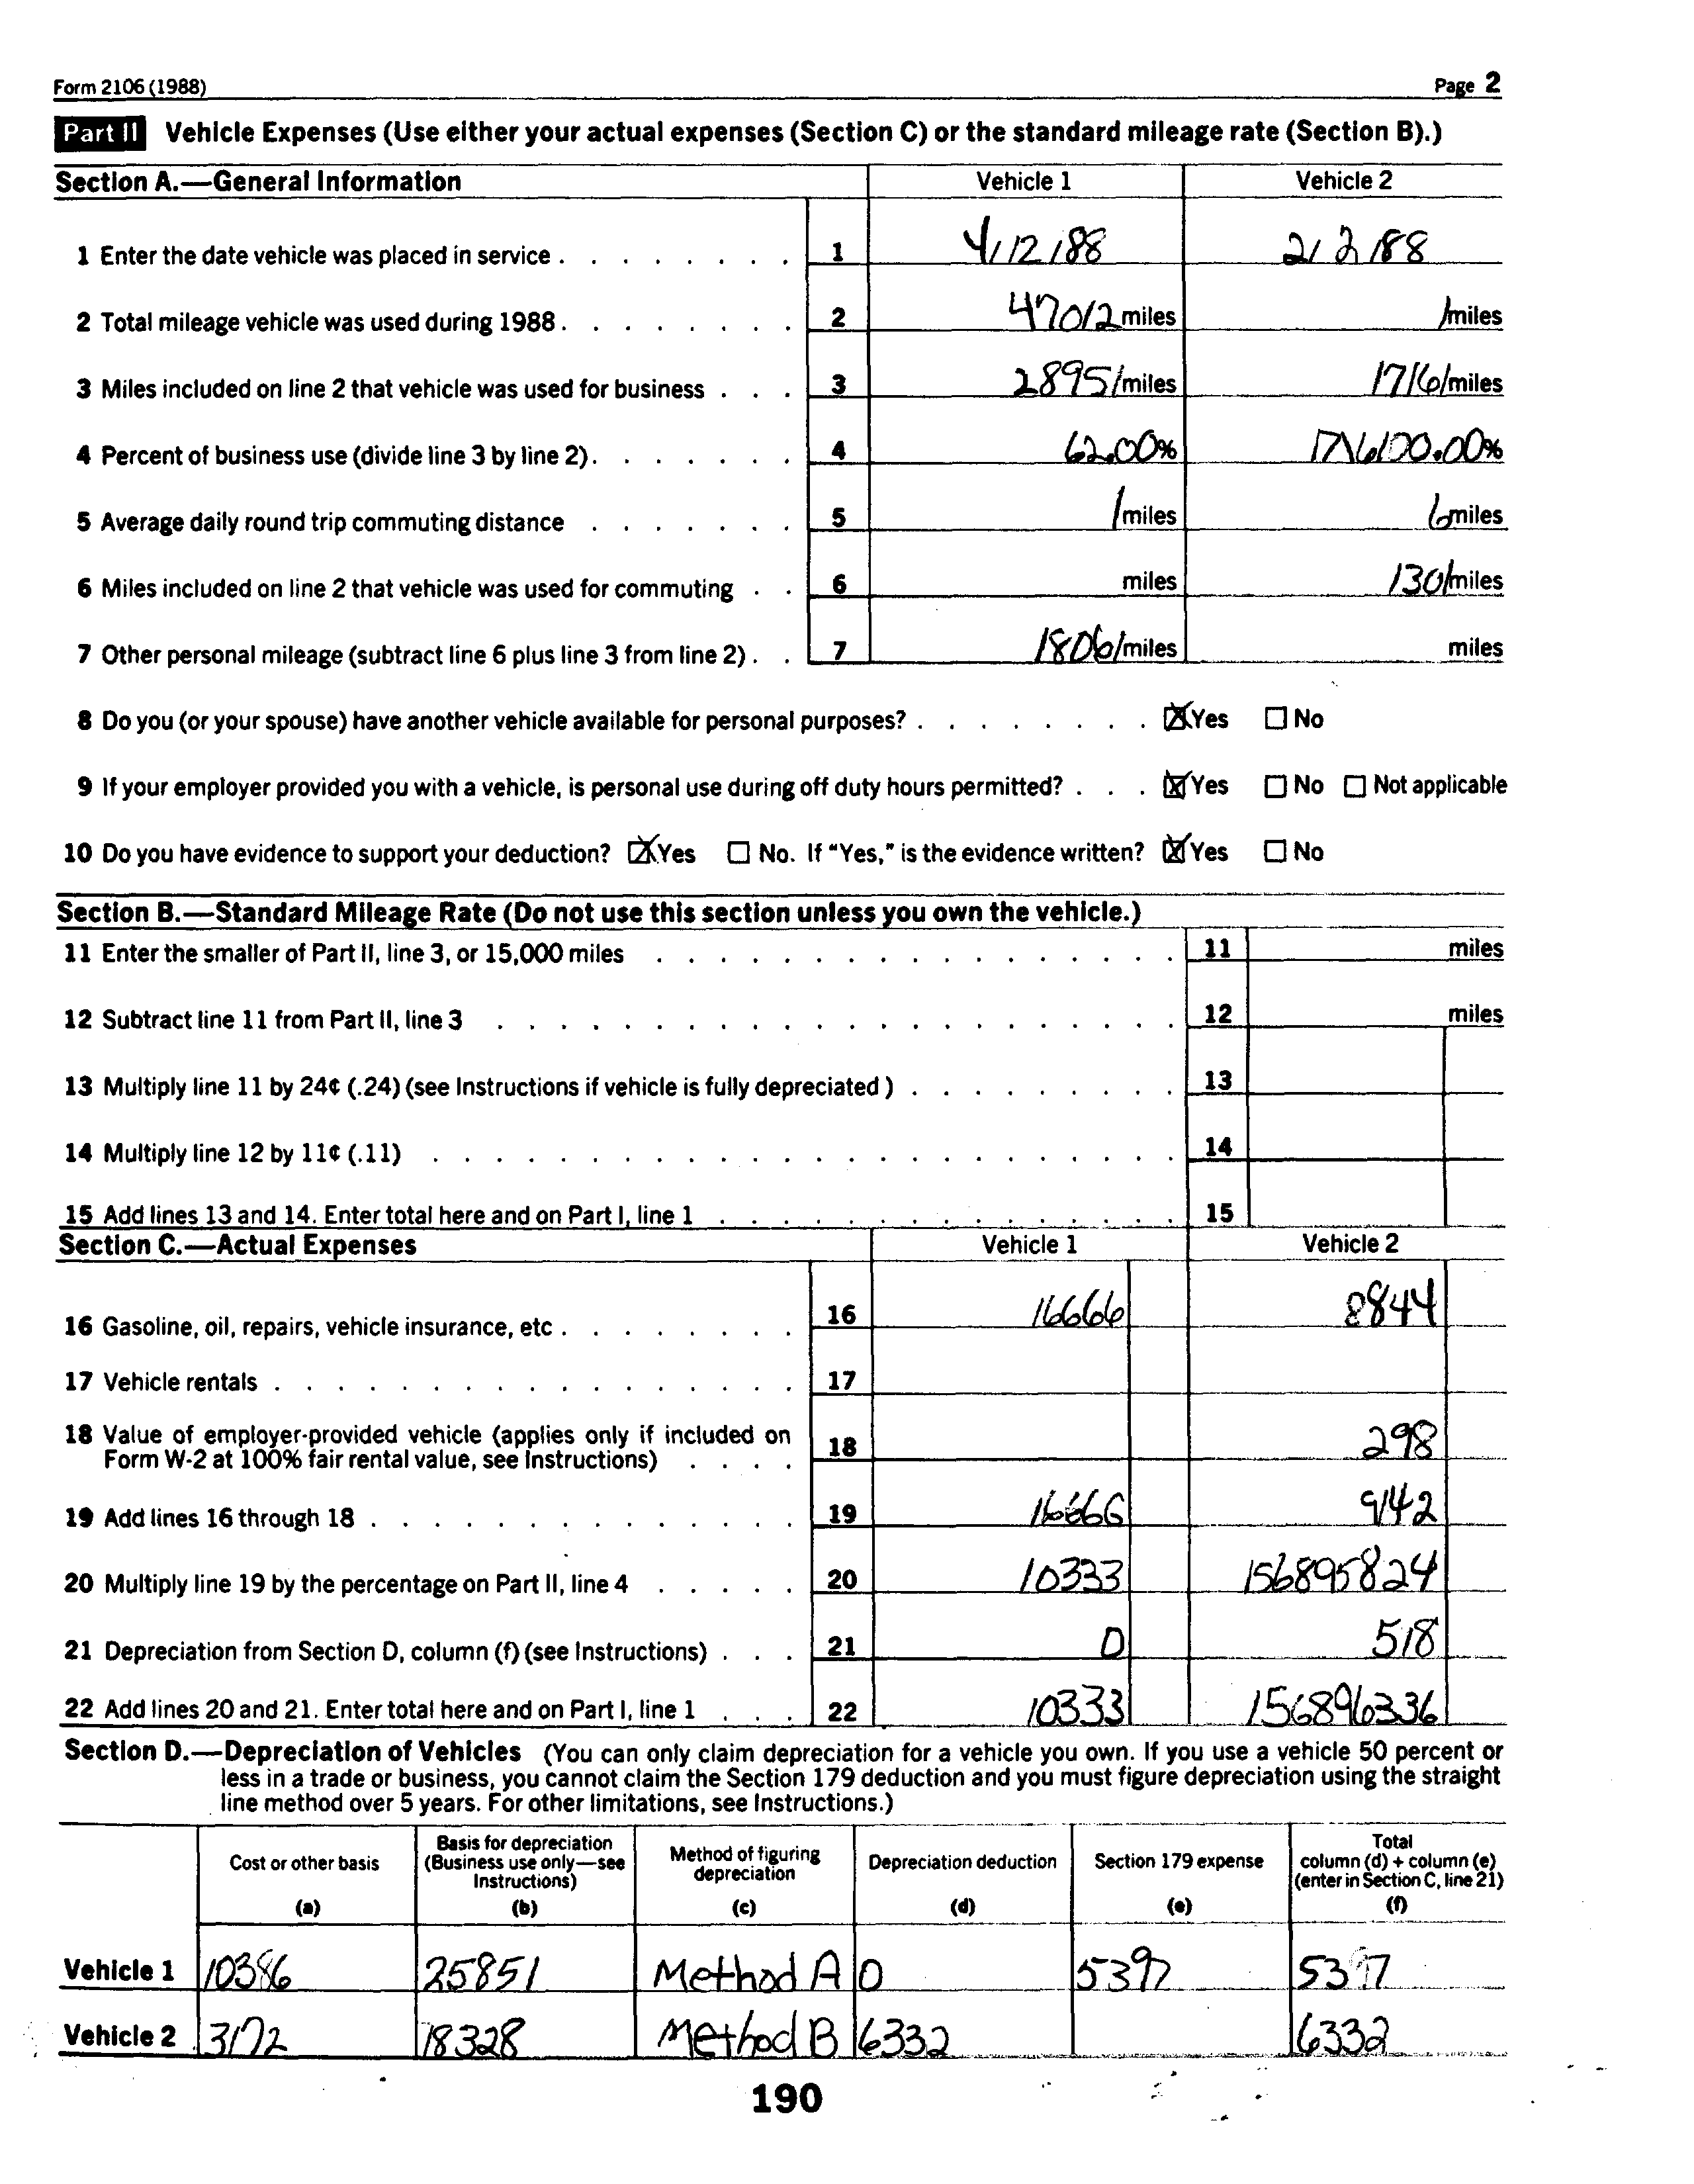 Form 2106 (1988) Page 2
Part II Vehicle Expenses (Use either your actual expenses (Section C) or the standard mileage rate (Section B).)
Section A.—General Information Vehicle 1 Vehicle 2
1 Enter the date vehicle was placed in service . . . . . . . . 1 4/12/88 2/2/88
2 Total mileage vehicle was used during 1988. . . . . . . . 2 47012 miles 1 miles
3 Miles included on line 2 that vehicle was used for business . . . 3 28951 miles 17161 miles
4 Percent of business use (divide line 3 by line 2). . . . . . . 4 62.00% 1716100.00%
5 Average daily round trip commuting distance . . . . . . . 5 1 miles 6 miles
6 Miles included on line 2 that vehicle was used for commuting . . 6 miles 1301 miles
7 Other personal mileage (subtract line 6 plus line 3 from line 2) . . 7 18061 miles miles
8 Do you (or your spouse) have another vehicle available for personal purposes? . . . . . . . . ☒ Yes ☐ No
9 If your employer provided you with a vehicle, is personal use during off duty hours permitted? . . . ☒ Yes ☐ No ☐ Not applicable
10 Do you have evidence to support your deduction? ☒ Yes ☐ No. If "Yes," is the evidence written? ☒ Yes ☐ No
Section B.—Standard Mileage Rate (Do not use this section unless you own the vehicle.)
11 Enter the smaller of Part II, line 3, or 15,000 miles . . . . . . . . . . . . . . . . . 11 miles
12 Subtract line 11 from Part II, line 3 . . . . . . . . . . . . . . . . . . . . . . 12 miles
13 Multiply line 11 by 24¢ (.24) (see Instructions if vehicle is fully depreciated ) . . . . . . . . . 13
14 Multiply line 12 by 11¢ (.11) . . . . . . . . . . . . . . . . . . . . . . . . 14
15 Add lines 13 and 14. Enter total here and on Part I, line 1 . . . . . . . . . . . . . . . 15
Section C.—Actual Expenses Vehicle 1 Vehicle 2
16 Gasoline, oil, repairs, vehicle insurance, etc . . . . . . . . 16 16666 8844
17 Vehicle rentals . . . . . . . . . . . . . . . . . 17
18 Value of employer-provided vehicle (applies only if included on
Form W-2 at 100% fair rental value, see Instructions) . . . . 18 298
19 Add lines 16 through 18 . . . . . . . . . . . . . . 19 16666 9142
20 Multiply line 19 by the percentage on Part II, line 4 . . . . . 20 10333 156895824
21 Depreciation from Section D, column (f) (see Instructions) . . . 21 0 518
22 Add lines 20 and 21. Enter total here and on Part I, line 1 . . . 22 10333 156896336
Section D.—Depreciation of Vehicles (You can only claim depreciation for a vehicle you own. If you use a vehicle 50 percent or
less in a trade or business, you cannot claim the Section 179 deduction and you must figure depreciation using the straight
line method over 5 years. For other limitations, see Instructions.)
Cost or other basis (a) Basis for depreciation (Business use only—see Instructions) (b) Method of figuring depreciation (c) Depreciation deduction (d) Section 179 expense (e) Total column (d) + column (e) (enter in Section C, line 21) (f)
Vehicle 1 10386 25851 Method A 0 5397 5397
Vehicle 2 3172 18328 Method B 6332 6332
190